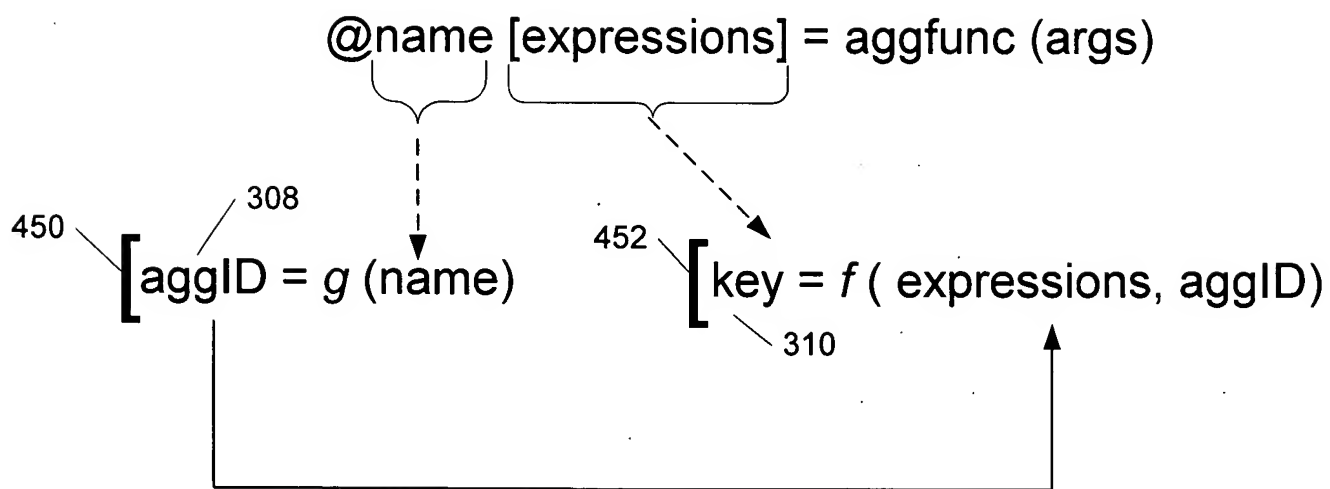 @name [expressions] = aggfunc (args)
308
450
452
[aggID = g (name)
[key = f ( expressions, aggID)
310